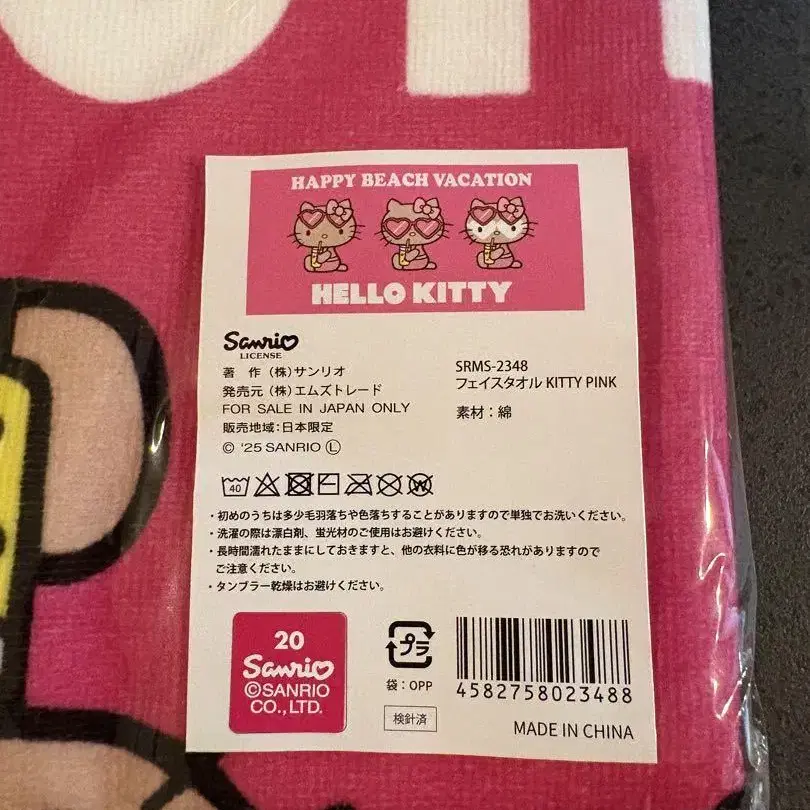 HAPPY BEACH VACATION
HELLO KITTY
Sanrio
LICENSE
著 作 (株)サンリオ
発売元 (株)エムズトレード
FOR SALE IN JAPAN ONLY
販売地域:日本限定
© '25 SANRIO Ⓛ
SRMS-2348
フェイスタオル KITTY PINK
素材:綿
40
・初めのうちは多少毛羽落ちや色落ちすることがありますので単独でお洗いください。
・洗濯の際は漂白剤、蛍光材のご使用はお避けください。
・長時間濡れたままにしておきますと、他の衣料に色が移る恐れがありますので
ご注意ください。
・タンブラー乾燥はお避けください。
20
Sanrio
©SANRIO
CO.,LTD.
プラ
袋:OPP
検針済
4582758023488
MADE IN CHINA